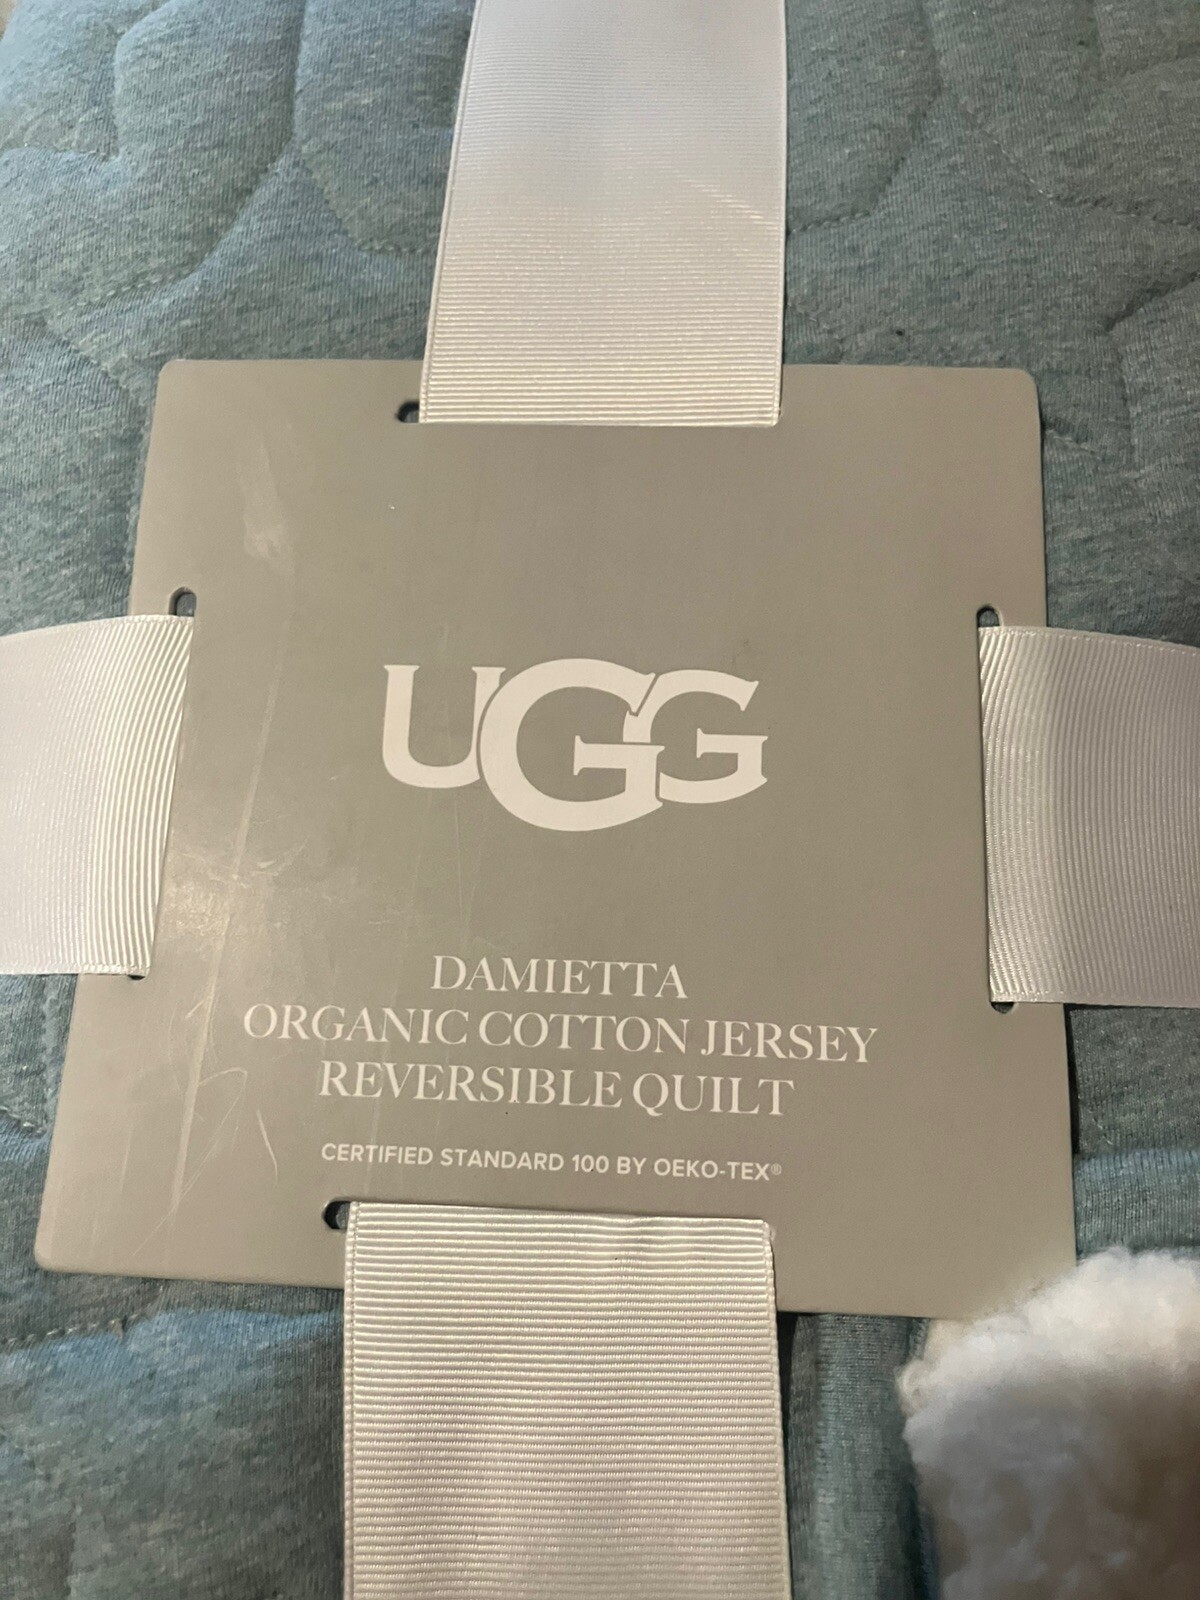 UGG
DAMIETTA
ORGANIC COTTON JERSEY
REVERSIBLE QUILT
CERTIFIED STANDARD 100 BY OEKO-TEX®